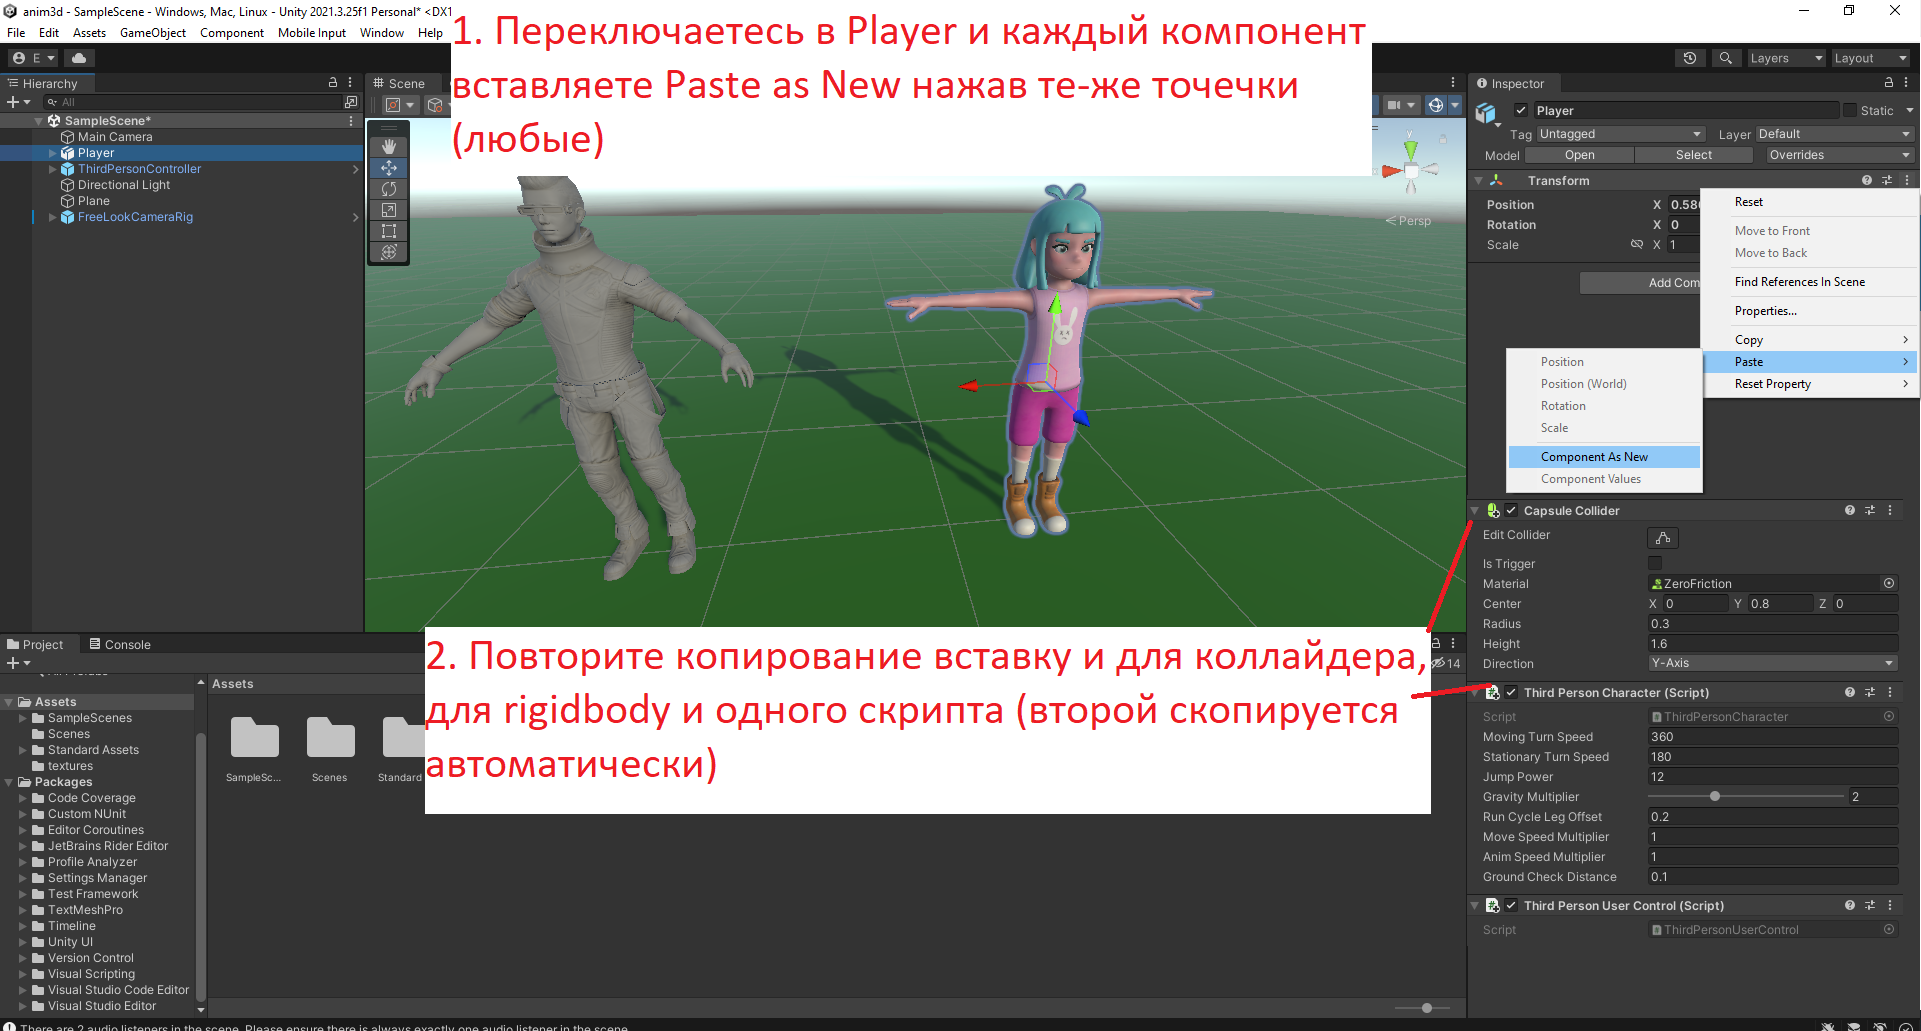 anim3d - SampleScene - Windows, Mac, Linux - Unity 2021.3.25f1 Personal* <DX1
File Edit Assets GameObject Component Mobile Input Window Help
1. Переключаетесь в Player и каждый компонент
вставляете Paste as New нажав те-же точечки
(любые)
E
Layers
Layout
Hierarchy
All
SampleScene*
Main Camera
Player
ThirdPersonController
Directional Light
Plane
FreeLookCameraRig
Scene
y
Persp
Inspector
Player
Static
Tag Untagged Layer Default
Model Open Select Overrides
Transform
Position X 0.58
Rotation X 0
Scale X 1
Add Com
Reset
Move to Front
Move to Back
Find References In Scene
Properties...
Copy
Paste
Reset Property
Position
Position (World)
Rotation
Scale
Component As New
Component Values
Capsule Collider
Edit Collider
Is Trigger
Material ZeroFriction
Center X 0 Y 0.8 Z 0
Radius 0.3
Height 1.6
Direction Y-Axis
Third Person Character (Script)
Script ThirdPersonCharacter
Moving Turn Speed 360
Stationary Turn Speed 180
Jump Power 12
Gravity Multiplier 2
Run Cycle Leg Offset 0.2
Move Speed Multiplier 1
Anim Speed Multiplier 1
Ground Check Distance 0.1
Third Person User Control (Script)
Script ThirdPersonUserControl
2. Повторите копирование вставку и для коллайдера,
для rigidbody и одного скрипта (второй скопируется
автоматически)
14
Project Console
Assets
SampleScenes
Scenes
Standard Assets
textures
Packages
Code Coverage
Custom NUnit
Editor Coroutines
JetBrains Rider Editor
Profile Analyzer
Settings Manager
Test Framework
TextMeshPro
Timeline
Unity UI
Version Control
Visual Scripting
Visual Studio Code Editor
Visual Studio Editor
Assets
SampleSc...
Scenes
Standard
There are 2 audio listeners in the scene. Please ensure there is always exactly one audio listener in the scene.